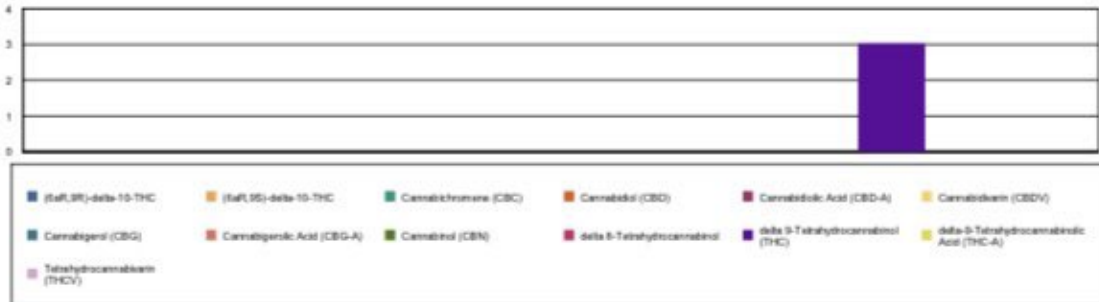 4
3
2
1
0
(6aR,9R)-delta-10-THC
(6aR,9S)-delta-10-THC
Cannabichromene (CBC)
Cannabidiol (CBD)
Cannabidiolic Acid (CBD-A)
Cannabidivarin (CBDV)
Cannabigerol (CBG)
Cannabigerolic Acid (CBG-A)
Cannabinol (CBN)
delta 8-Tetrahydrocannabinol
delta 9-Tetrahydrocannabinol
(THC)
delta-9-Tetrahydrocannabinolic
Acid (THC-A)
Tetrahydrocannabivarin
(THCV)